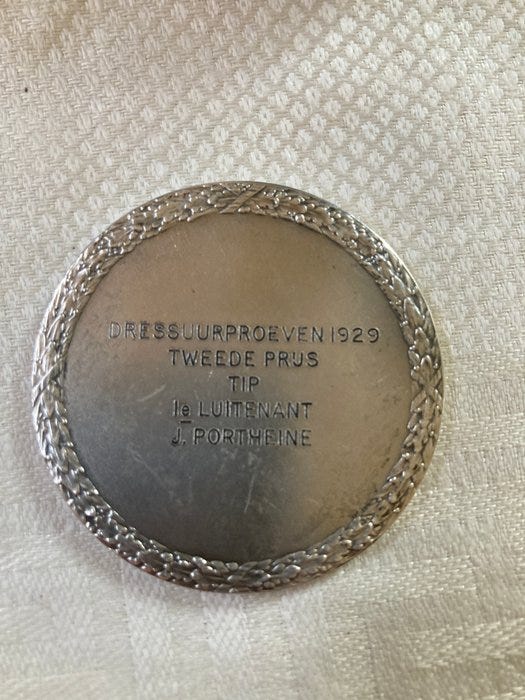 DRESSUURPROEVEN 1929
TWEEDE PRIJS
TIP
1e LUITENANT
J. PORTHEINE